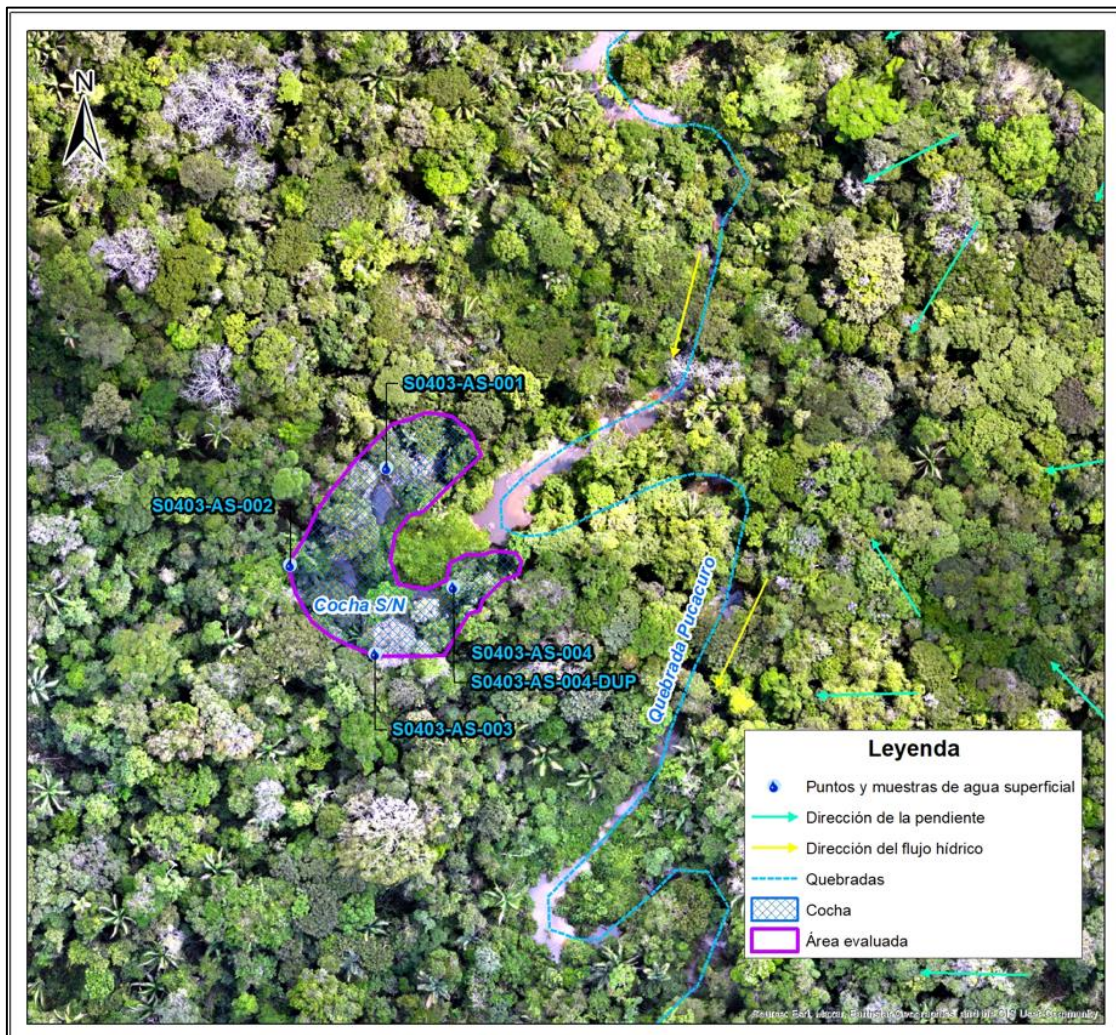 N
S0403-AS-001
S0403-AS-002
Cocha S/N
S0403-AS-004
S0403-AS-004-DUP
S0403-AS-003
Quebrada Pucacuro
Leyenda
Puntos y muestras de agua superficial
Dirección de la pendiente
Dirección del flujo hídrico
Quebradas
Cocha
Área evaluada